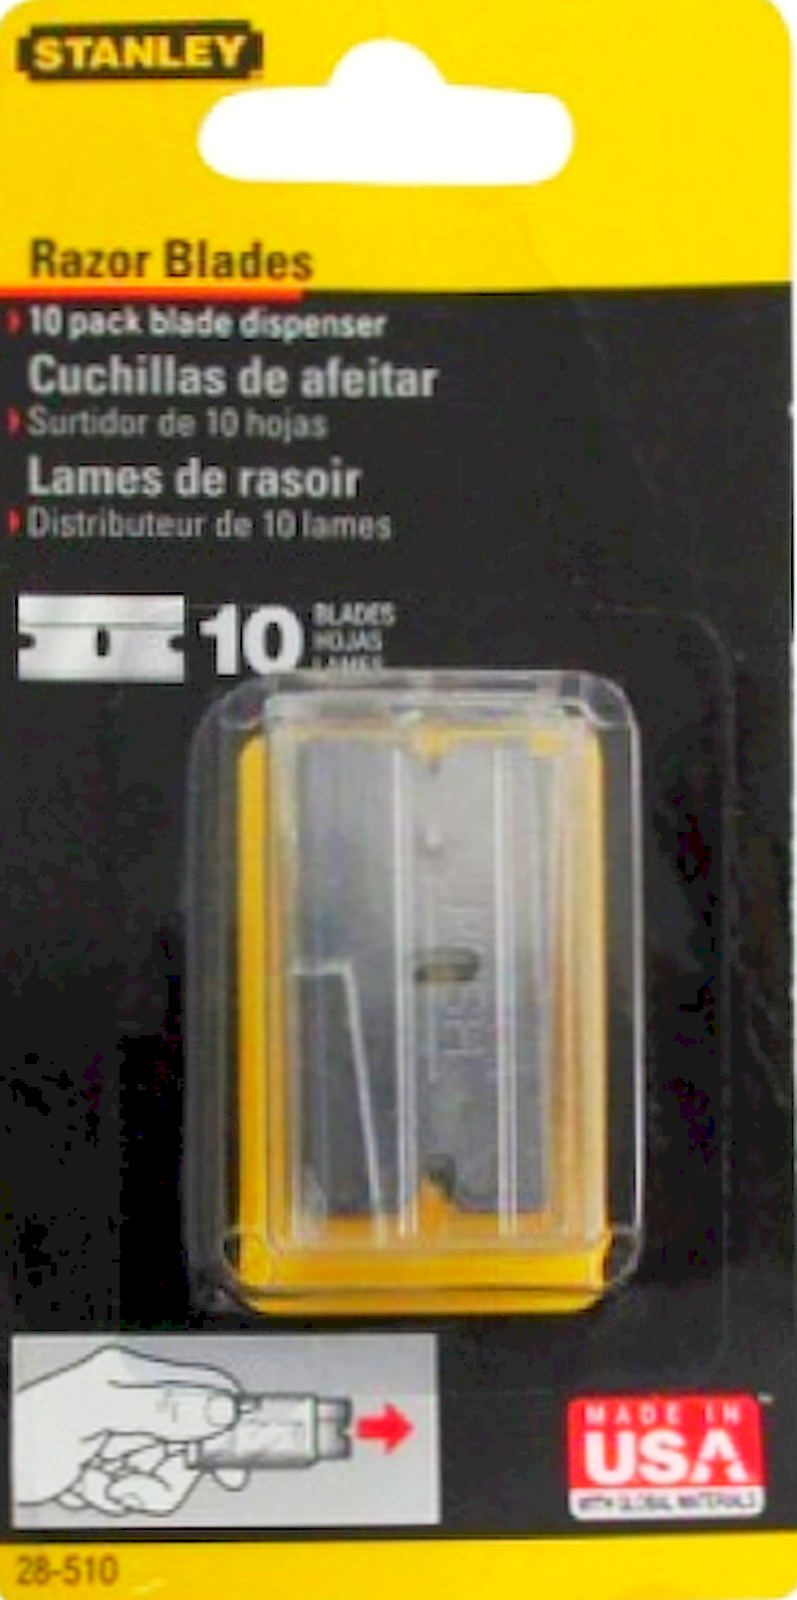 STANLEY
Razor Blades
10 pack blade dispenser
Cuchillas de afeitar
Surtidor de 10 hojas
Lames de rasoir
Distributeur de 10 lames
10 BLADES
HOJAS
LAMES
MADE IN
USA
WITH GLOBAL MATERIALS
28-510